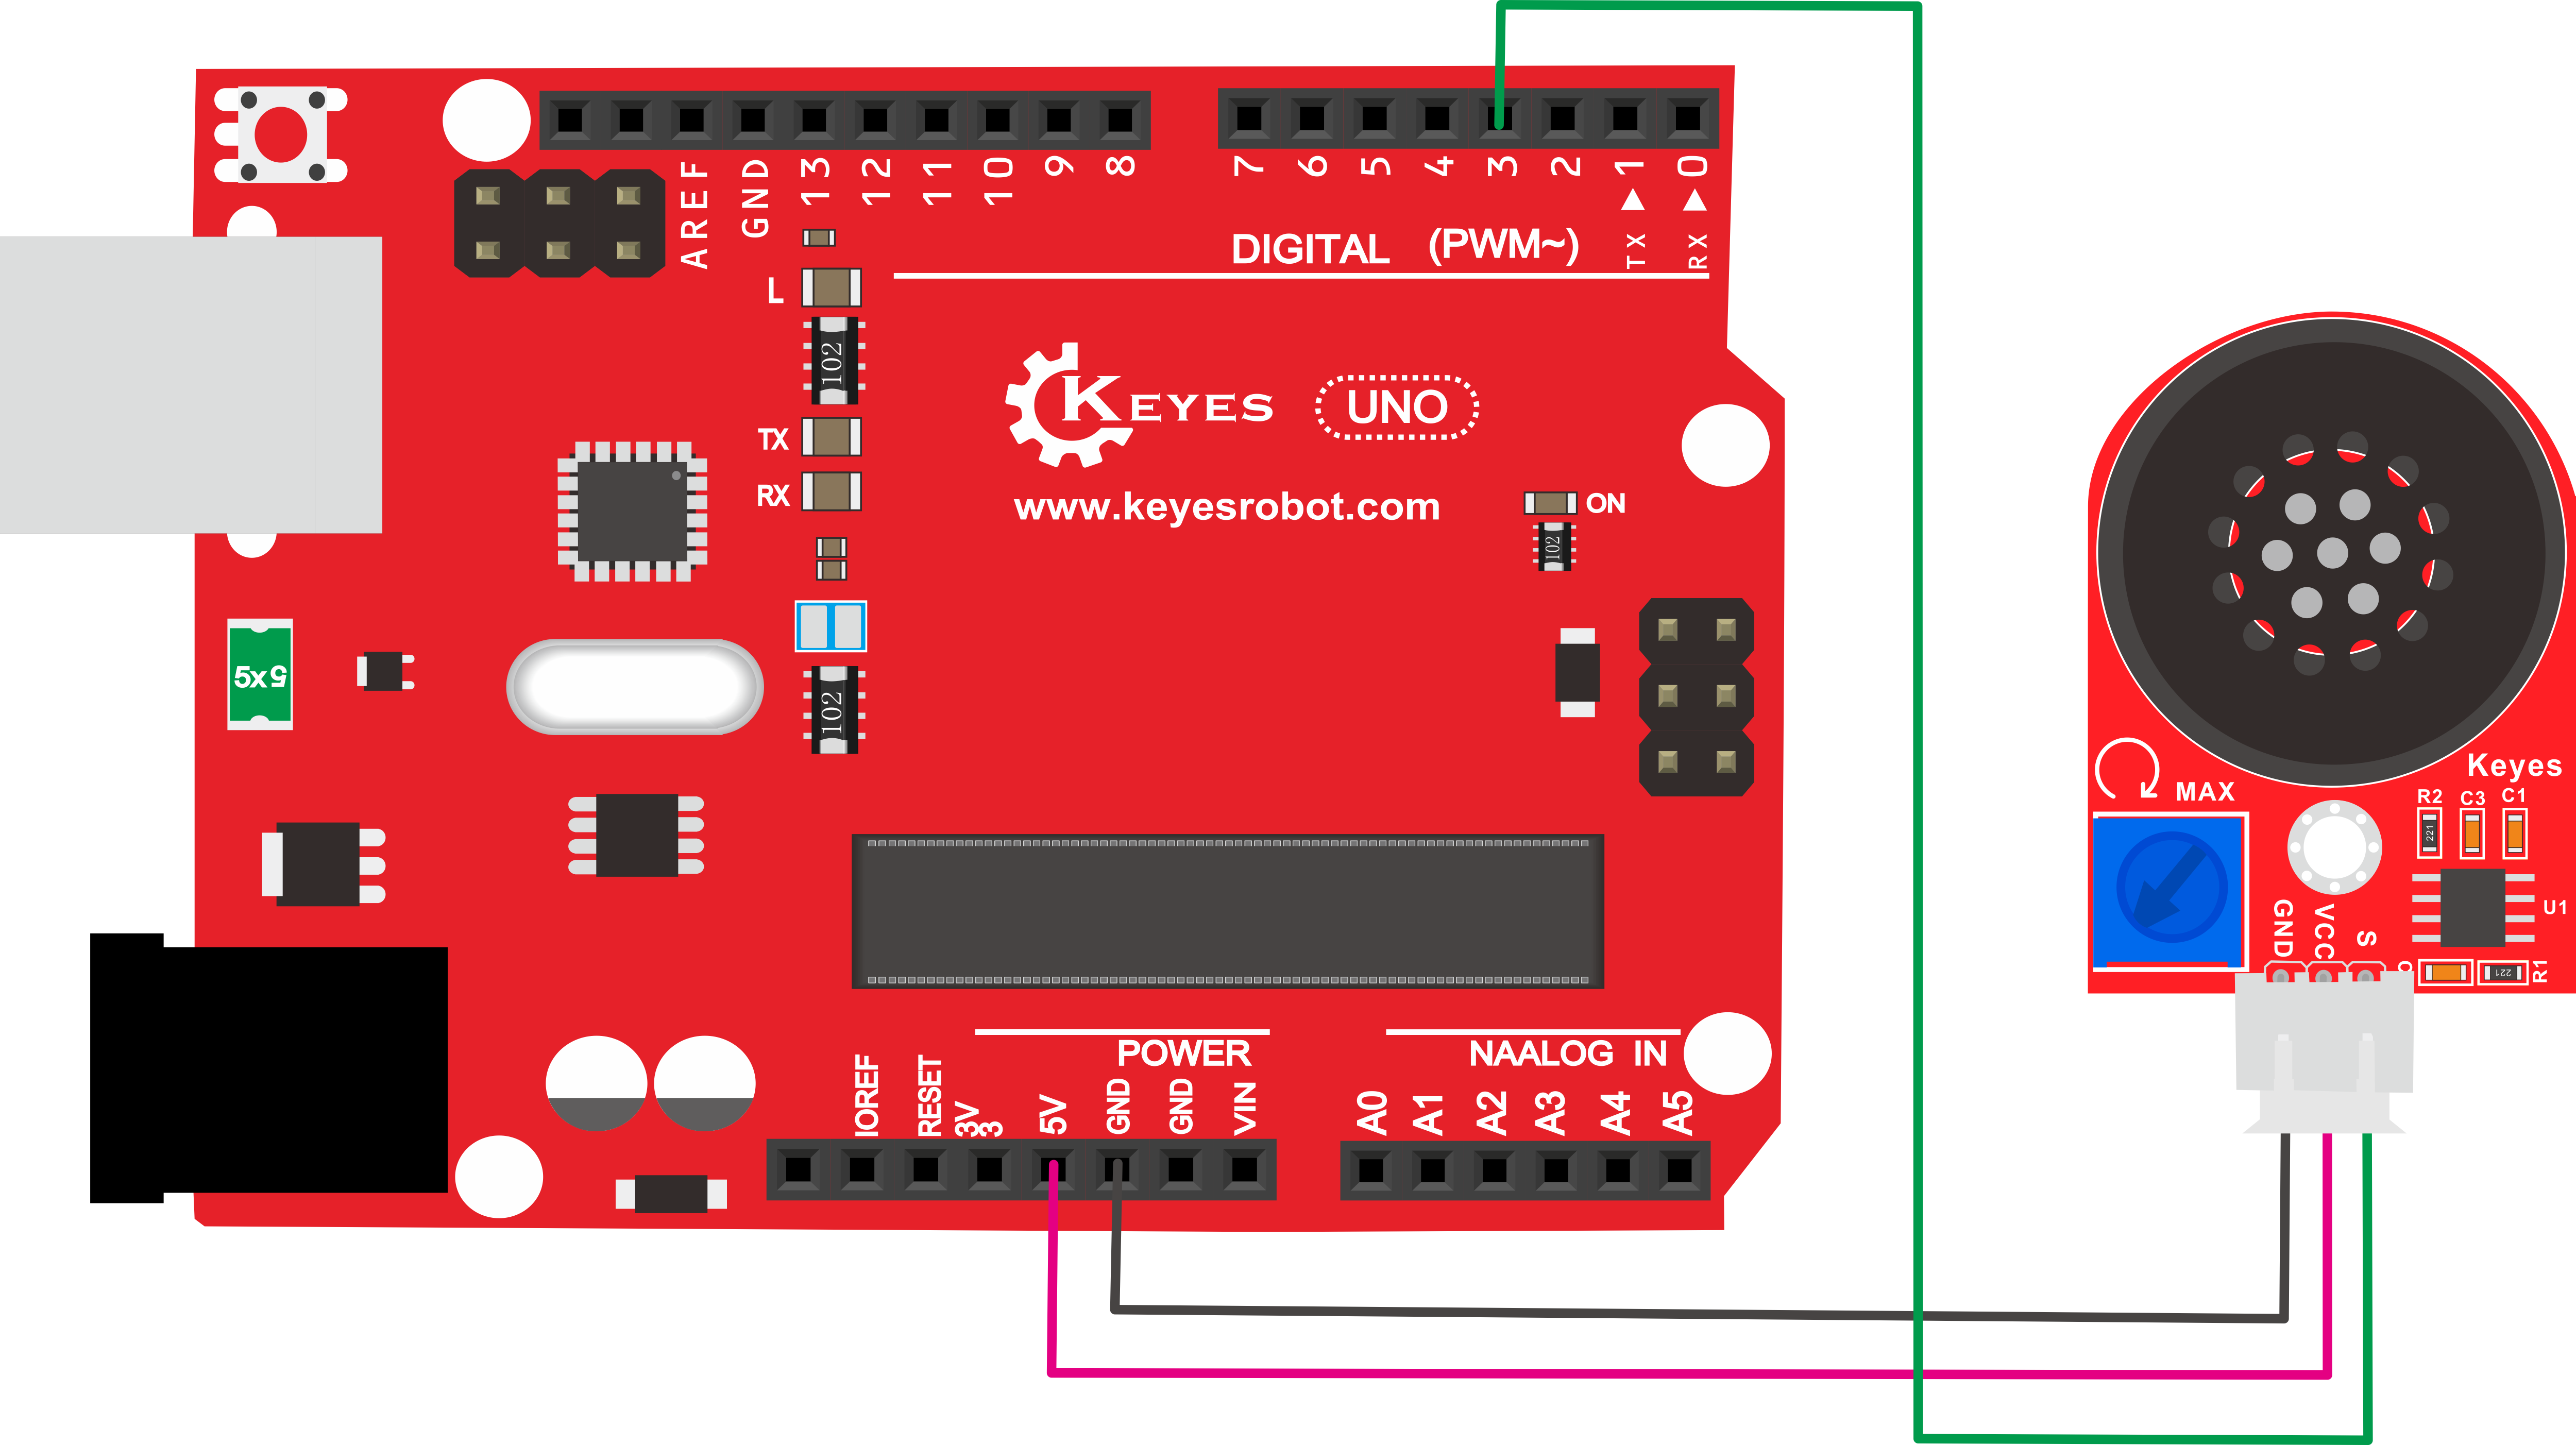 AREF
GND
13
12
11
10
9
8
7
6
5
4
3
2
TX ▶ 1
RX ▶ 0
DIGITAL (PWM~)
L
102
TX
RX
KEYES
UNO
www.keyesrobot.com
ON
102
5x5
102
POWER
NAALOG IN
IOREF
RESET
3V
3
5V
GND
GND
VIN
A0
A1
A2
A3
A4
A5
Keyes
MAX
R2
C3
C1
221
GND
VCC
S
U1
221
R1